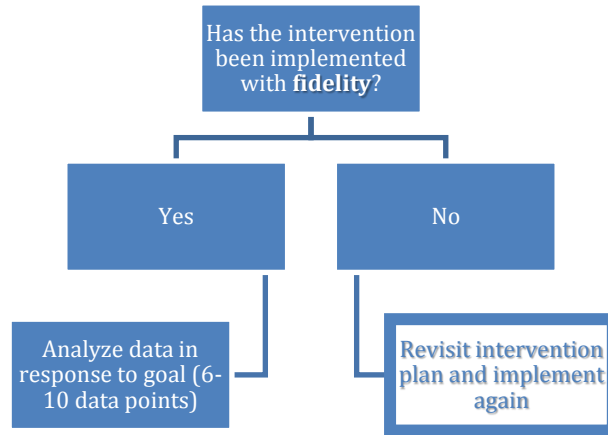 Has the intervention
been implemented
with fidelity?
Yes
No
Analyze data in
response to goal (6-
10 data points)
Revisit intervention
plan and implement
again